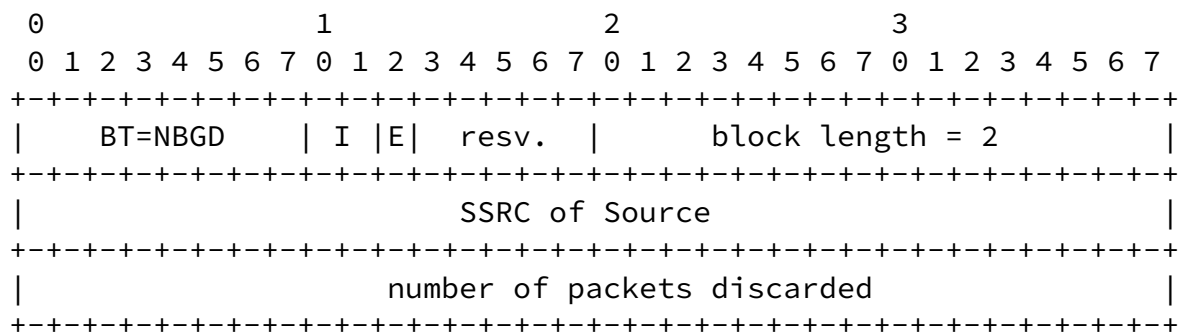 0                   1                   2                   3
 0 1 2 3 4 5 6 7 0 1 2 3 4 5 6 7 0 1 2 3 4 5 6 7 0 1 2 3 4 5 6 7
+-+-+-+-+-+-+-+-+-+-+-+-+-+-+-+-+-+-+-+-+-+-+-+-+-+-+-+-+-+-+-+-+
|    BT=NBGD    | I |E|  resv.  |       block length = 2        |
+-+-+-+-+-+-+-+-+-+-+-+-+-+-+-+-+-+-+-+-+-+-+-+-+-+-+-+-+-+-+-+-+
|                        SSRC of Source                         |
+-+-+-+-+-+-+-+-+-+-+-+-+-+-+-+-+-+-+-+-+-+-+-+-+-+-+-+-+-+-+-+-+
|                    number of packets discarded                |
+-+-+-+-+-+-+-+-+-+-+-+-+-+-+-+-+-+-+-+-+-+-+-+-+-+-+-+-+-+-+-+-+